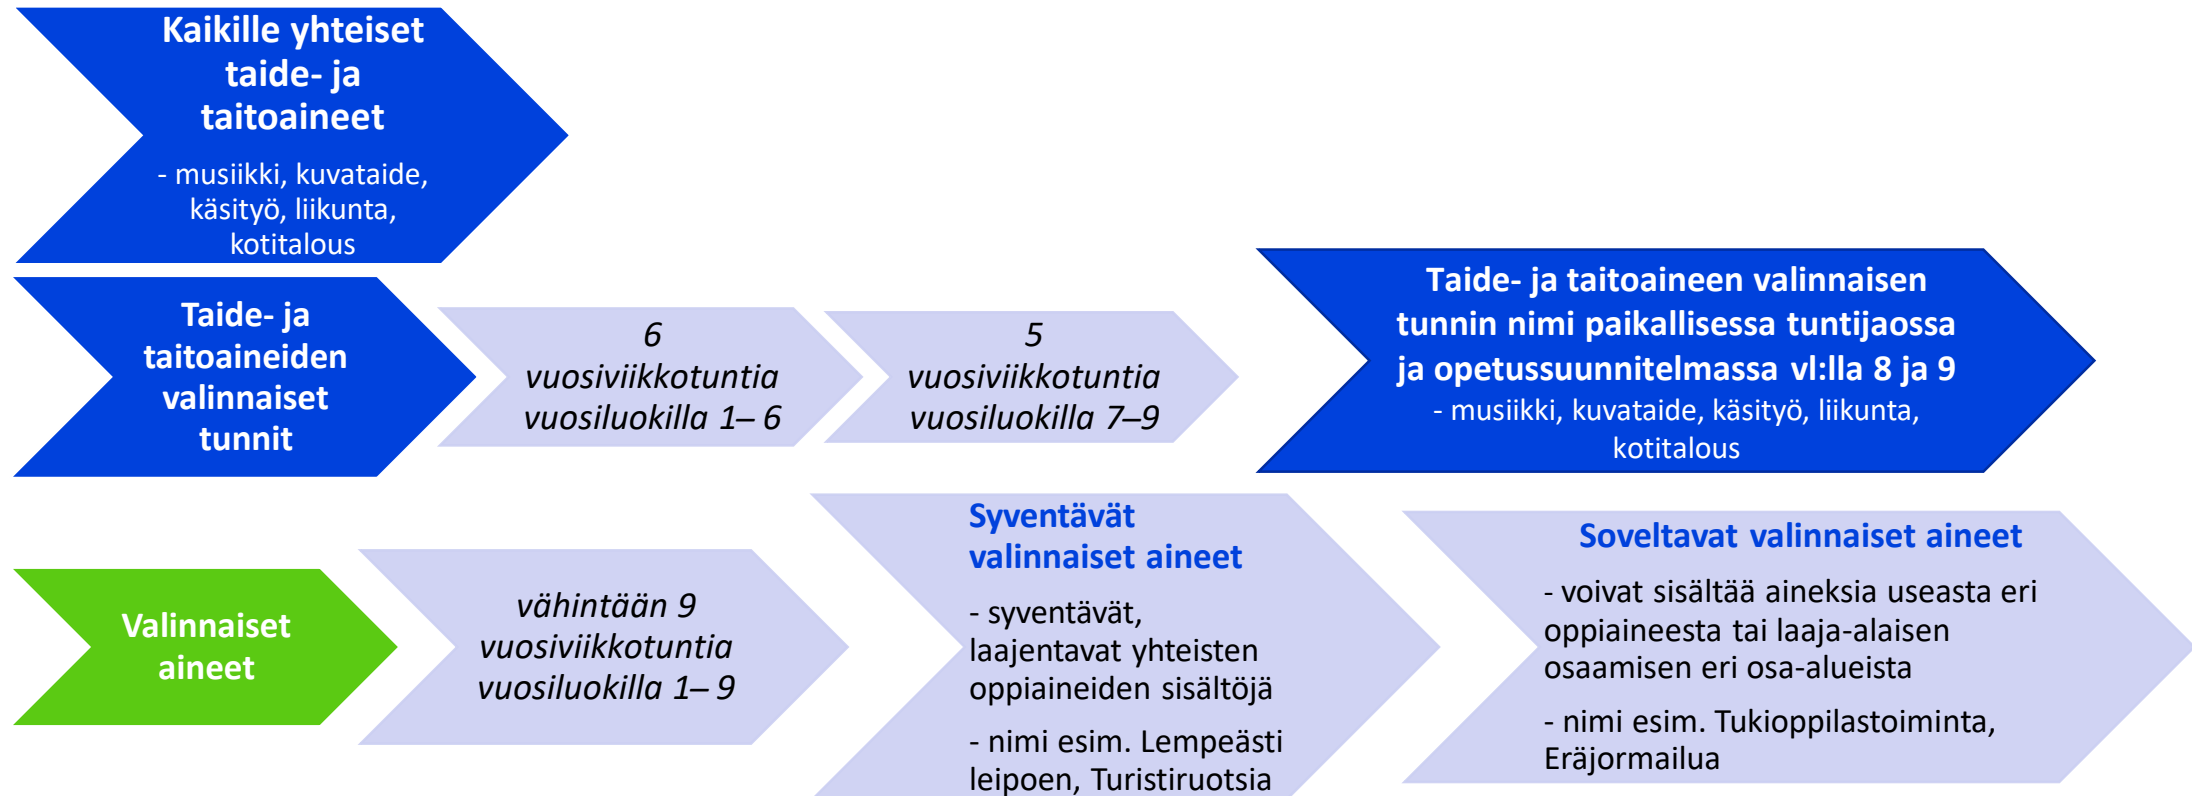 Kaikille yhteiset
taide- ja
taitoaineet
- musiikki, kuvataide,
käsityö, liikunta,
kotitalous
Taide- ja
taitoaineiden
valinnaiset
tunnit
6
vuosiviikkotuntia
vuosiluokilla 1– 6
5
vuosiviikkotuntia
vuosiluokilla 7–9
Taide- ja taitoaineen valinnaisen
tunnin nimi paikallisessa tuntijaossa
ja opetussuunnitelmassa vl:lla 8 ja 9
- musiikki, kuvataide, käsityö, liikunta,
kotitalous
Valinnaiset
aineet
vähintään 9
vuosiviikkotuntia
vuosiluokilla 1– 9
Syventävät
valinnaiset aineet
- syventävät,
laajentavat yhteisten
oppiaineiden sisältöjä
- nimi esim. Lempeästi
leipoen, Turistiruotsia
Soveltavat valinnaiset aineet
- voivat sisältää aineksia useasta eri
oppiaineesta tai laaja-alaisen
osaamisen eri osa-alueista
- nimi esim. Tukioppilastoiminta,
Eräjormailua